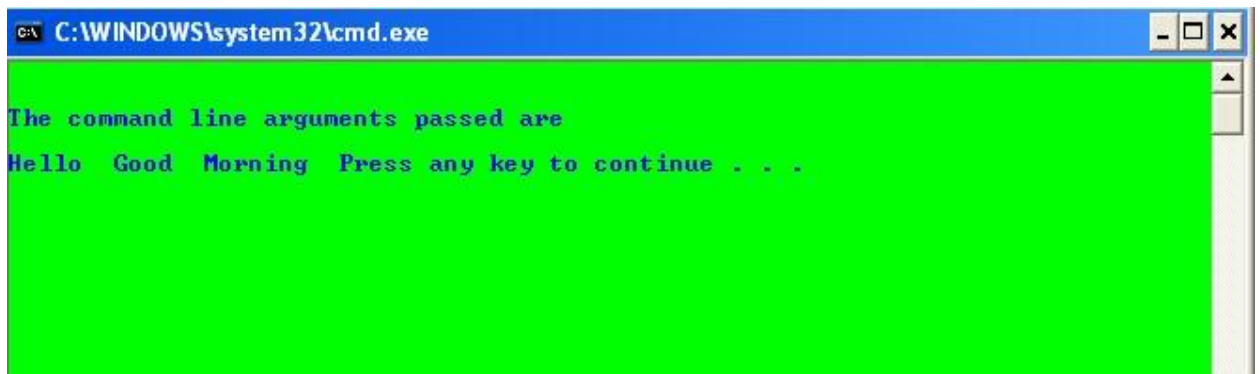 C:\WINDOWS\system32\cmd.exe
The command line arguments passed are
Hello  Good  Morning  Press any key to continue . . .